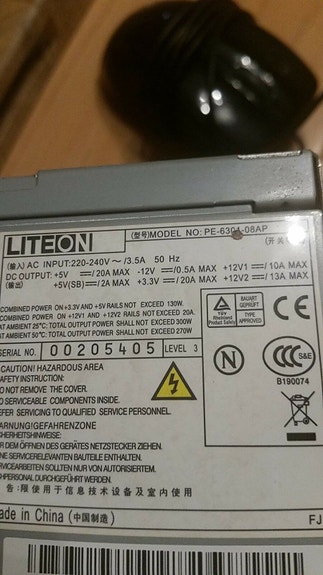 LITEON (型号)MODEL NO: PE-6301-08AP
(输入) AC INPUT:220-240V～/3.5A 50 Hz
DC OUTPUT: +5V ⎓/20A MAX -12V ⎓/0.5A MAX +12V1 ⎓/10A MAX
(输出) +5V(SB)⎓/2A MAX +3.3V ⎓/20A MAX +12V2 ⎓/13A MAX
COMBINED POWER ON +3.3V AND +5V RAILS NOT EXCEED 130W.
COMBINED POWER ON +12V1 AND +12V2 RAILS NOT EXCEED 20A.
AT AMBIENT 25℃: TOTAL OUTPUT POWER SHALL NOT EXCEED 300W
AT AMBIENT 50℃: TOTAL OUTPUT POWER SHALL NOT EXCEED 270W
SERIAL NO. 00205405 LEVEL 3
TÜV
Rheinland
Product Safety
BAUART
GEPRÜFT
TYPE
APPROVED
N
CCC S&E
B190074
CAUTION! HAZARDOUS AREA
SAFETY INSTRUCTION:
DO NOT REMOVE THE COVER.
NO SERVICEABLE COMPONENTS INSIDE.
REFER SERVICING TO QUALIFIED SERVICE PERSONNEL.
WARNUNG!GEFAHRENZONE
SICHERHEITSHINWEISE:
VOR DEM ÖFFNEN DES GERÄTES NETZSTECKER ZIEHEN.
SERVICERELEVANTEN BAUTEILE ENTHALTEN.
SERVICEARBEITEN SOLLTE NUR VON AUTORISIERTEM.
FACHPERSONAL DURCHGEFÜHRT WERDEN.
告:限使用于信息技术设备及室内使用
Made in China (中国制造) FJ